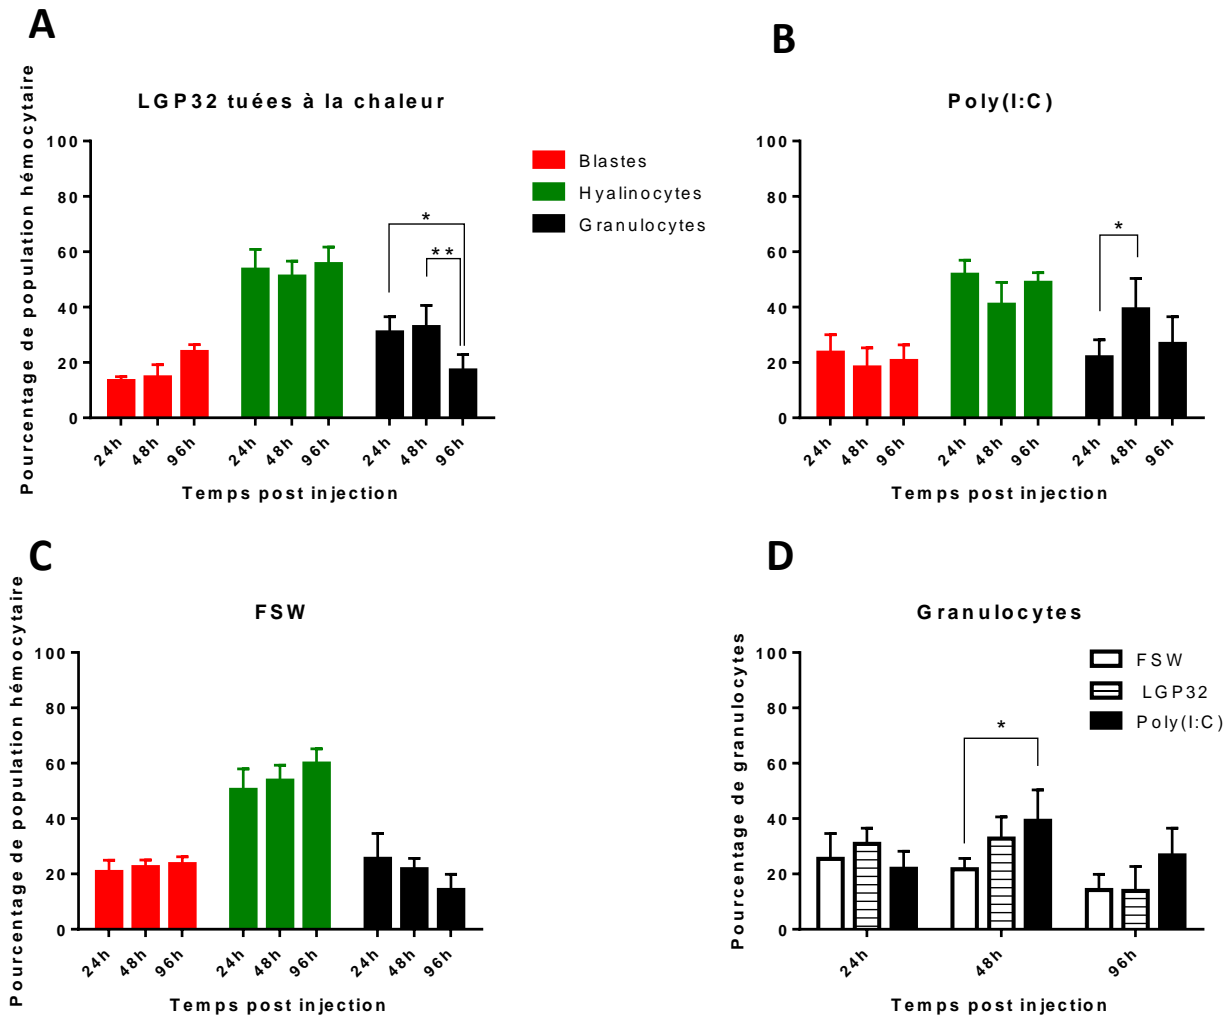 A
LGP32 tuées à la chaleur
Pourcentage de population hémocytaire
100
80
60
40
20
0
*
**
24h 48h 96h 24h 48h 96h 24h 48h 96h
Temps post injection
Blastes
Hyalinocytes
Granulocytes
B
Poly(I:C)
100
80
60
40
20
0
*
24h 48h 96h 24h 48h 96h 24h 48h 96h
Temps post injection
C
FSW
Pourcentage de population hémocytaire
100
80
60
40
20
0
24h 48h 96h 24h 48h 96h 24h 48h 96h
Temps post injection
D
Granulocytes
Pourcentage de granulocytes
100
80
60
40
20
0
*
FSW
LGP32
Poly(I:C)
24h 48h 96h
Temps post injection